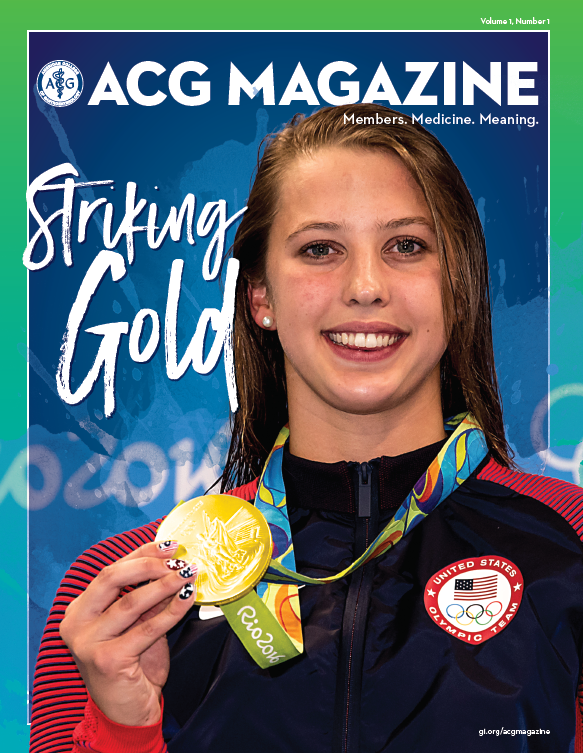 Volume 1, Number 1
ACG MAGAZINE
Members. Medicine. Meaning.
Striking
Gold
Rio2016
UNITED STATES
OLYMPIC TEAM
gi.org/acgmagazine